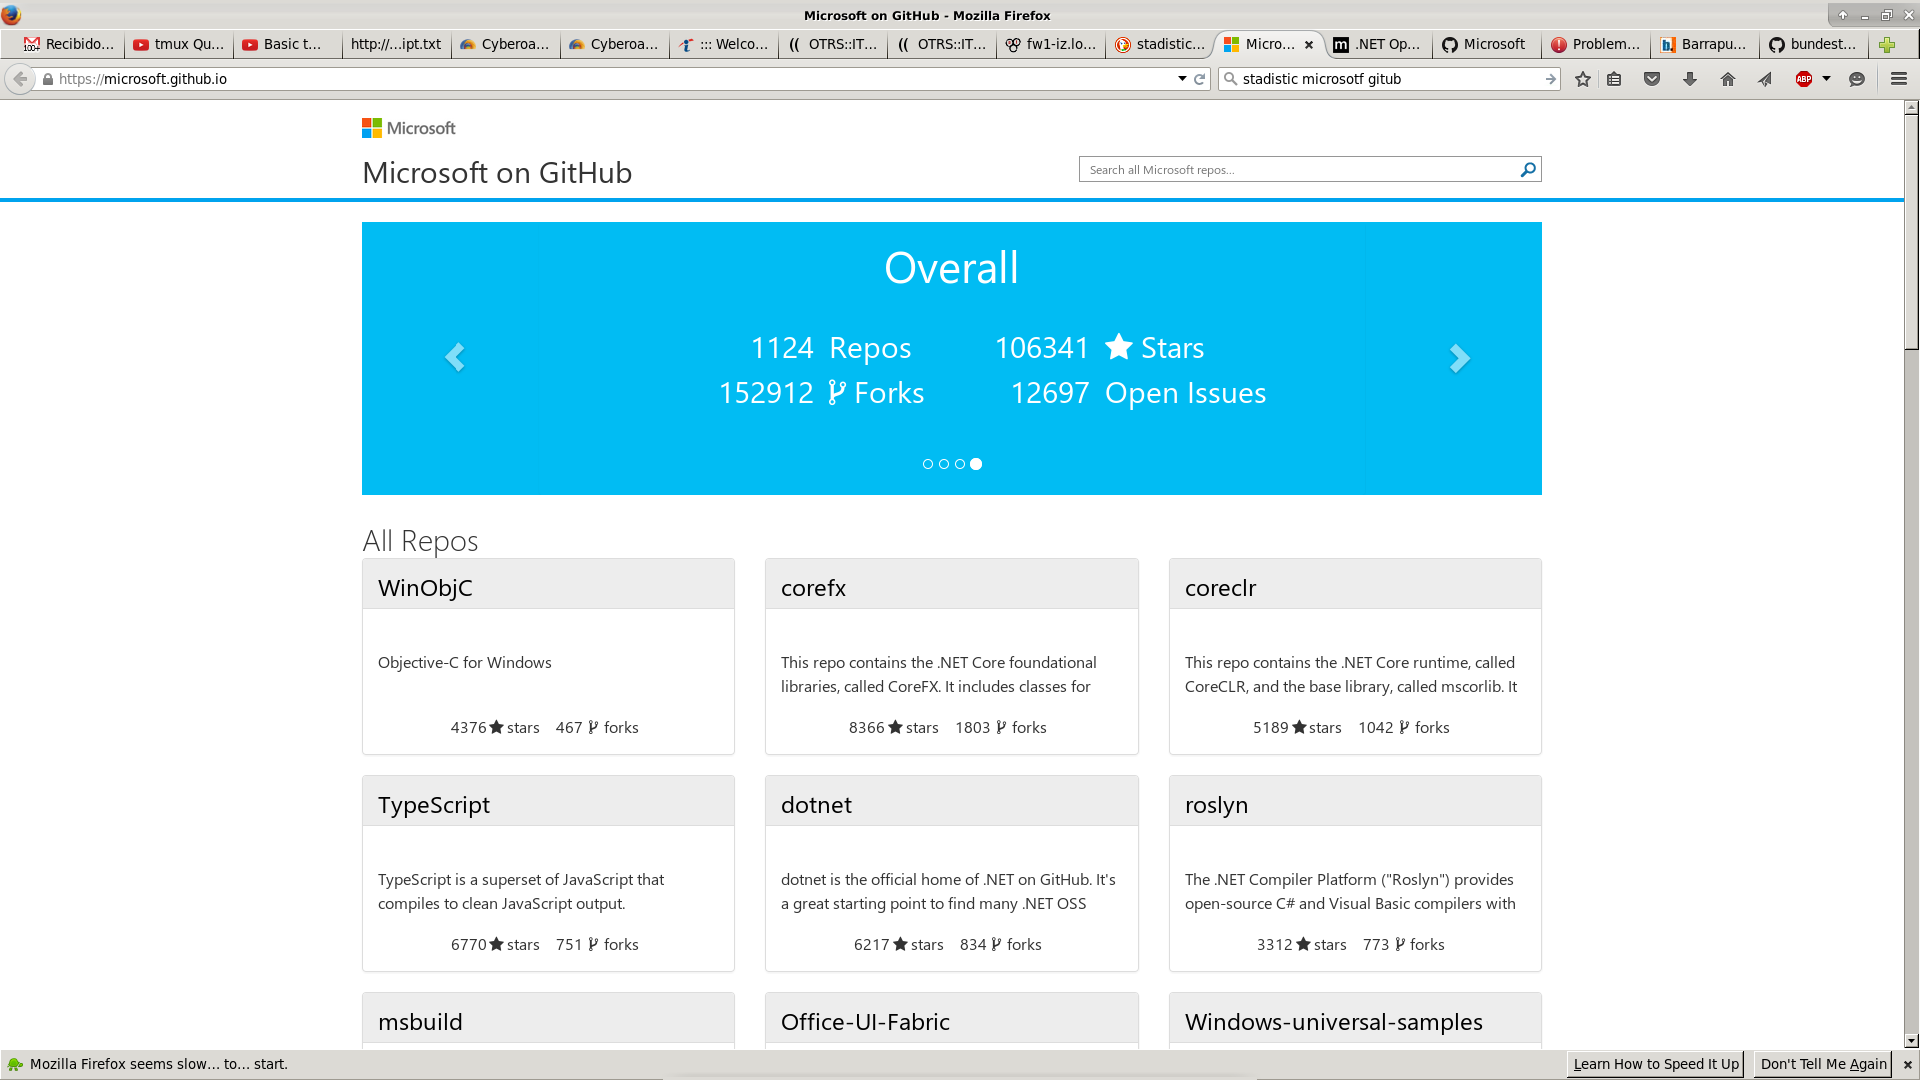 Microsoft on GitHub - Mozilla Firefox
Recibido...
tmux Qu...
Basic t...
http://...ipt.txt
Cyberoa...
Cyberoa...
::: Welco...
OTRS::IT...
OTRS::IT...
fw1-iz.lo...
stadistic...
Micro...
.NET Op...
Microsoft
Problem...
Barrapu...
bundest...
https://microsoft.github.io
stadistic microsotf gitub
ABP
Microsoft
Microsoft on GitHub
Search all Microsoft repos...
Overall
1124 Repos 106341 Stars
152912 Forks 12697 Open Issues
All Repos
WinObjC
Objective-C for Windows
4376 stars 467 forks
corefx
This repo contains the .NET Core foundational
libraries, called CoreFX. It includes classes for
8366 stars 1803 forks
coreclr
This repo contains the .NET Core runtime, called
CoreCLR, and the base library, called mscorlib. It
5189 stars 1042 forks
TypeScript
TypeScript is a superset of JavaScript that
compiles to clean JavaScript output.
6770 stars 751 forks
dotnet
dotnet is the official home of .NET on GitHub. It's
a great starting point to find many .NET OSS
6217 stars 834 forks
roslyn
The .NET Compiler Platform ("Roslyn") provides
open-source C# and Visual Basic compilers with
3312 stars 773 forks
msbuild
Office-UI-Fabric
Windows-universal-samples
Mozilla Firefox seems slow... to... start.
Learn How to Speed It Up
Don't Tell Me Again